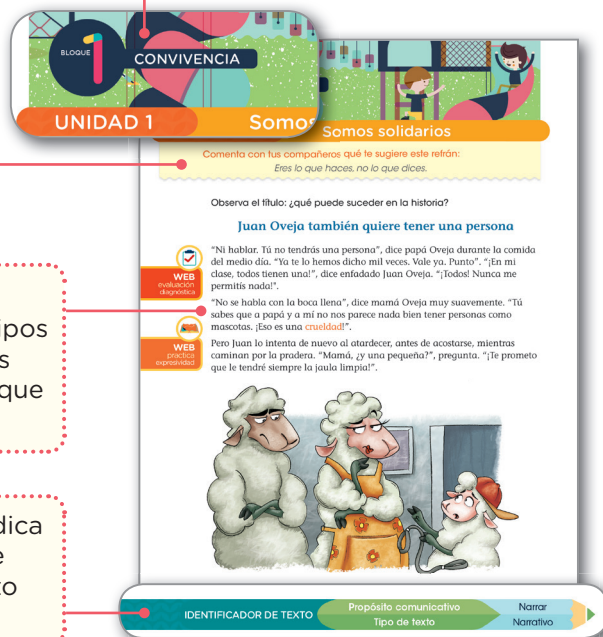 BLOQUE
1
CONVIVENCIA
UNIDAD 1
Somos
Somos solidarios
Comenta con tus compañeros qué te sugiere este refrán:
Eres lo que haces, no lo que dices.
Observa el título: ¿qué puede suceder en la historia?
Juan Oveja también quiere tener una persona
“Ni hablar. Tú no tendrás una persona”, dice papá Oveja durante la comida
del medio día. “Ya te lo hemos dicho mil veces. Vale ya. Punto”. “¡En mi
clase, todos tienen una!”, dice enfadado Juan Oveja. “¡Todos! Nunca me
permitís nada!”.
WEB
evaluación
diagnóstica
“No se habla con la boca llena”, dice mamá Oveja muy suavemente. “Tú
sabes que a papá y a mí no nos parece nada bien tener personas como
mascotas. ¡Eso es una crueldad!”.
WEB
practica
expresividad
Pero Juan lo intenta de nuevo al atardecer, antes de acostarse, mientras
caminan por la pradera. “Mamá, ¿y una pequeña?”, pregunta. “¡Te prometo
que le tendré siempre la jaula limpia!”.
ipos
s
que
dica
e
to
IDENTIFICADOR DE TEXTO
Propósito comunicativo
Narrar
Tipo de texto
Narrativo